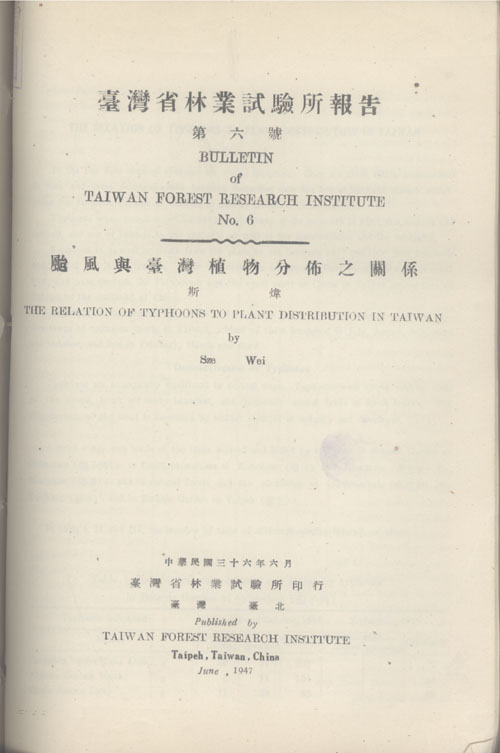 臺灣省林業試驗所報告
第六號
BULLETIN
of
TAIWAN FOREST RESEARCH INSTITUTE
No. 6
颱風與臺灣植物分佈之關係
斯煒
THE RELATION OF TYPHOONS TO PLANT DISTRIBUTION IN TAIWAN
by
Sze Wei
中華民國三十六年六月
臺灣省林業試驗所印行
臺灣 臺北
Published by
TAIWAN FOREST RESEARCH INSTITUTE
Taipeh, Taiwan, China
June , 1947